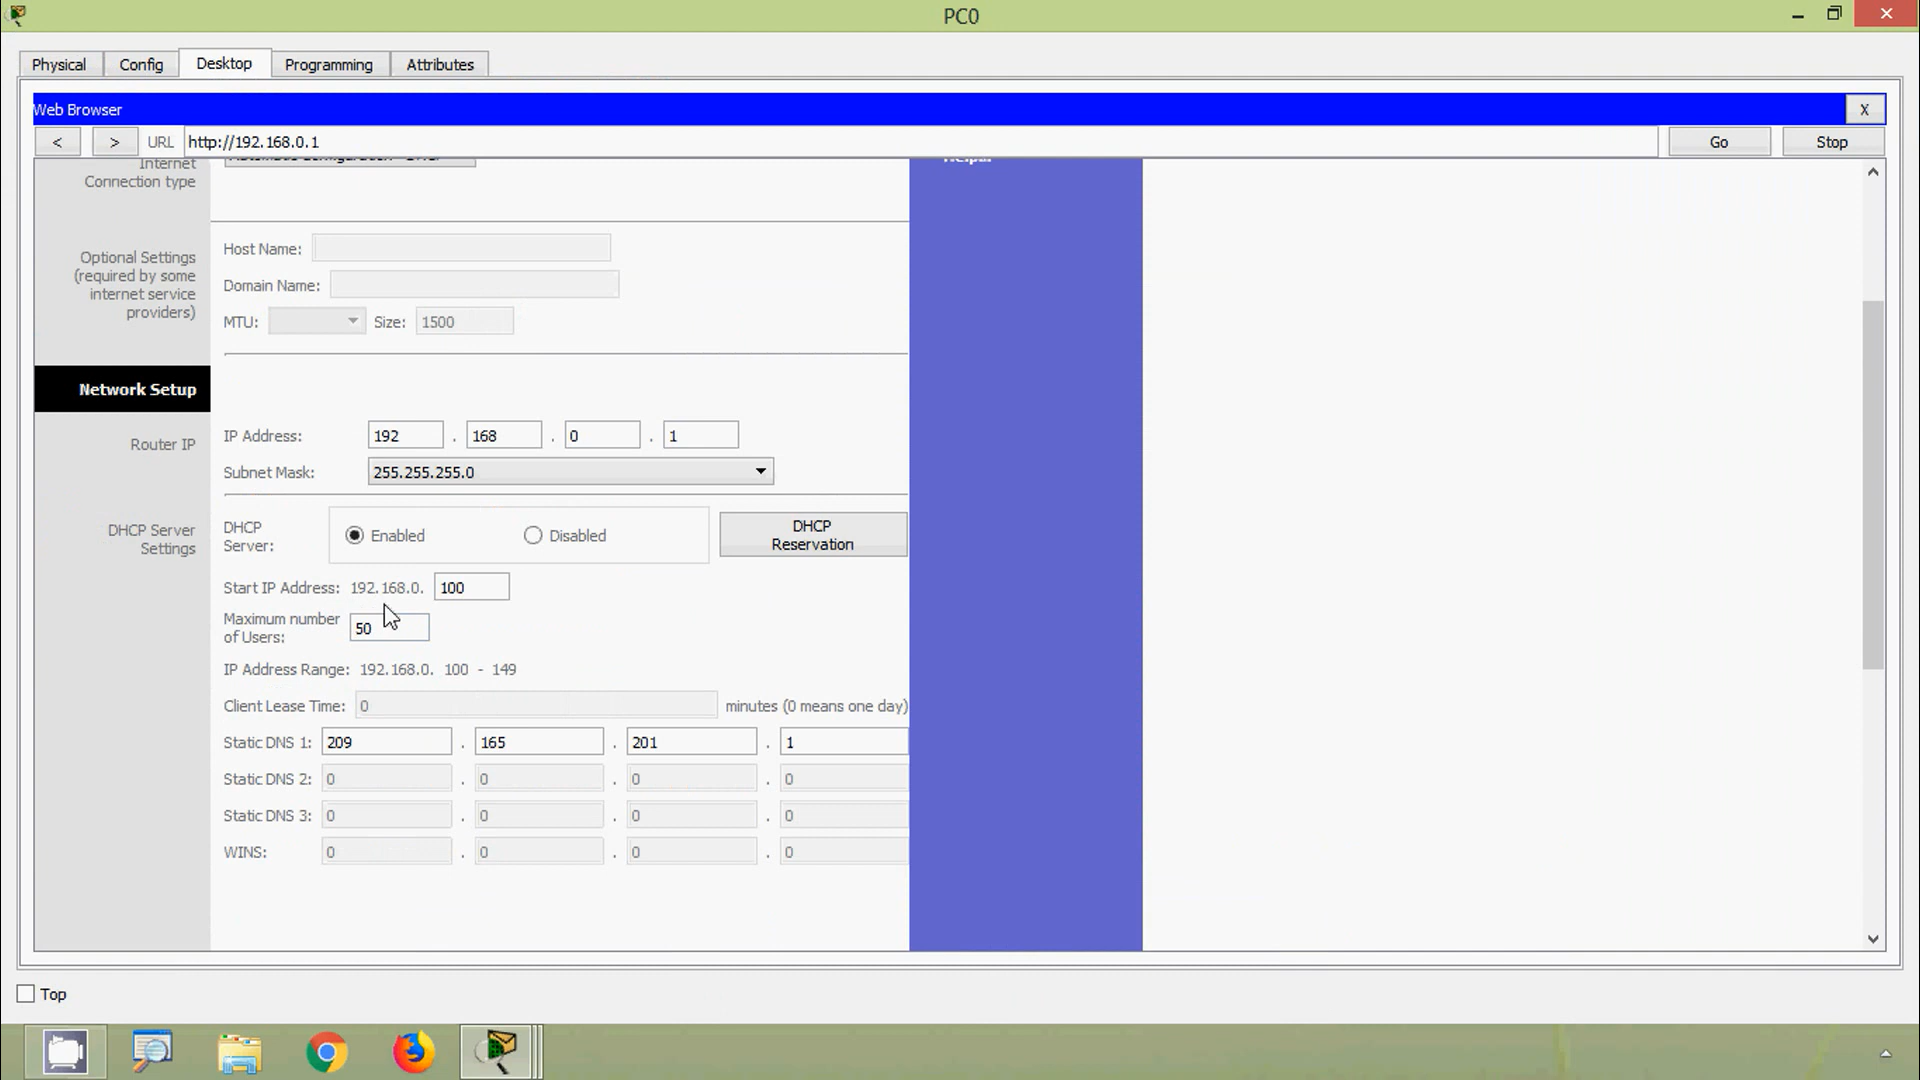 PC0
Physical Config Desktop Programming Attributes
Web Browser X
< > URL http://192.168.0.1 Go Stop
Internet
Connection type
Optional Settings
(required by some
internet service
providers)
Host Name:
Domain Name:
MTU: Size: 1500
Network Setup
Router IP
IP Address: 192 . 168 . 0 . 1
Subnet Mask: 255.255.255.0
DHCP Server
Settings
DHCP
Server:
Enabled Disabled
DHCP
Reservation
Start IP Address: 192.168.0. 100
Maximum number
of Users: 50
IP Address Range: 192.168.0. 100 - 149
Client Lease Time: 0 minutes (0 means one day)
Static DNS 1: 209 . 165 . 201 . 1
Static DNS 2: 0 . 0 . 0 . 0
Static DNS 3: 0 . 0 . 0 . 0
WINS: 0 . 0 . 0 . 0
Top